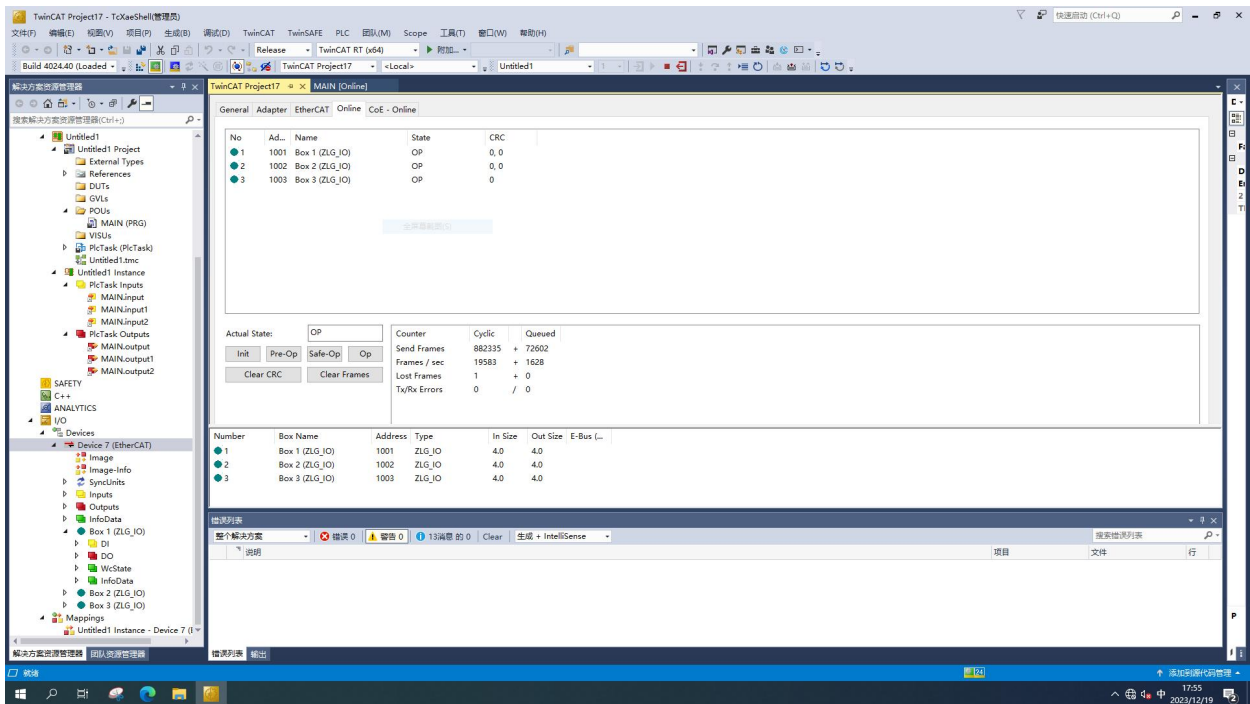 TwinCAT Project17 - TcXaeShell(管理员)
快速启动 (Ctrl+Q)
文件(F) 编辑(E) 视图(V) 项目(P) 生成(B) 调试(D) TwinCAT TwinSAFE PLC 团队(M) Scope 工具(T) 窗口(W) 帮助(H)
Release TwinCAT RT (x64) 附加...
Build 4024.40 (Loaded TwinCAT Project17 <Local> Untitled1 1
解决方案资源管理器
搜索解决方案资源管理器(Ctrl+;)
Untitled1
Untitled1 Project
External Types
References
DUTs
GVLs
POUs
MAIN (PRG)
VISUs
PlcTask (PlcTask)
Untitled1.tmc
Untitled1 Instance
PlcTask Inputs
MAIN.input
MAIN.input1
MAIN.input2
PlcTask Outputs
MAIN.output
MAIN.output1
MAIN.output2
SAFETY
C++
ANALYTICS
I/O
Devices
Device 7 (EtherCAT)
Image
Image-Info
SyncUnits
Inputs
Outputs
InfoData
Box 1 (ZLG_IO)
DI
DO
WcState
InfoData
Box 2 (ZLG_IO)
Box 3 (ZLG_IO)
Mappings
Untitled1 Instance - Device 7 (I
解决方案资源管理器 团队资源管理器
TwinCAT Project17 MAIN [Online]
General Adapter EtherCAT Online CoE - Online
No Ad... Name State CRC
1 1001 Box 1 (ZLG_IO) OP 0, 0
2 1002 Box 2 (ZLG_IO) OP 0, 0
3 1003 Box 3 (ZLG_IO) OP 0
Actual State: OP
Init Pre-Op Safe-Op Op
Clear CRC Clear Frames
Counter Cyclic Queued
Send Frames 882335 + 72602
Frames / sec 19583 + 1628
Lost Frames 1 + 0
Tx/Rx Errors 0 / 0
Number Box Name Address Type In Size Out Size E-Bus (...
1 Box 1 (ZLG_IO) 1001 ZLG_IO 4.0 4.0
2 Box 2 (ZLG_IO) 1002 ZLG_IO 4.0 4.0
3 Box 3 (ZLG_IO) 1003 ZLG_IO 4.0 4.0
错误列表
整个解决方案 错误 0 警告 0 13消息 的 0 Clear 生成 + IntelliSense 搜索错误列表
说明 项目 文件 行
错误列表 输出
就绪 24 添加到源代码管理
中 17:55
2023/12/19 2